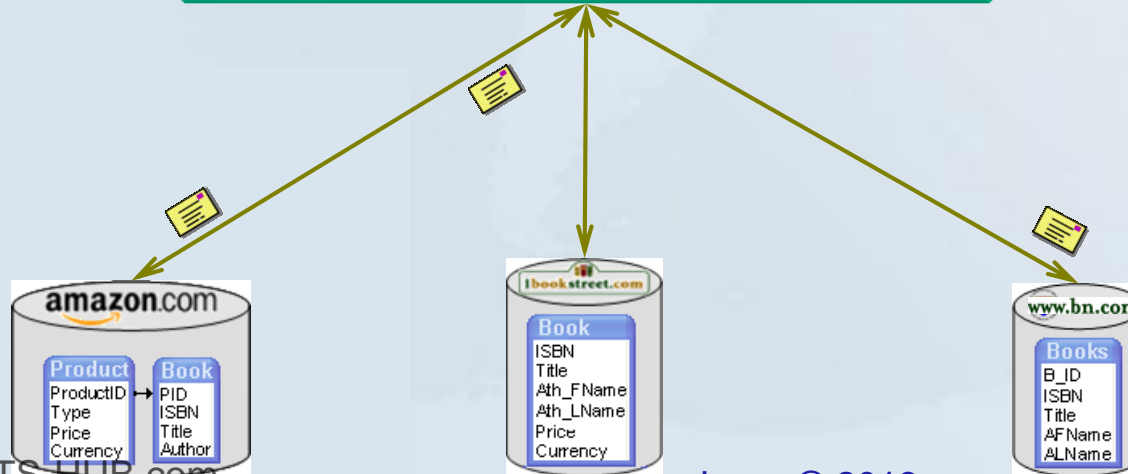 amazon.com
1bookstreet.com
www.bn.com
Product
ProductID
Type
Price
Currency
Book
PID
ISBN
Title
Author
Book
ISBN
Title
Ath_FName
Ath_LName
Price
Currency
Books
B_ID
ISBN
Title
AFName
ALName
© 2010